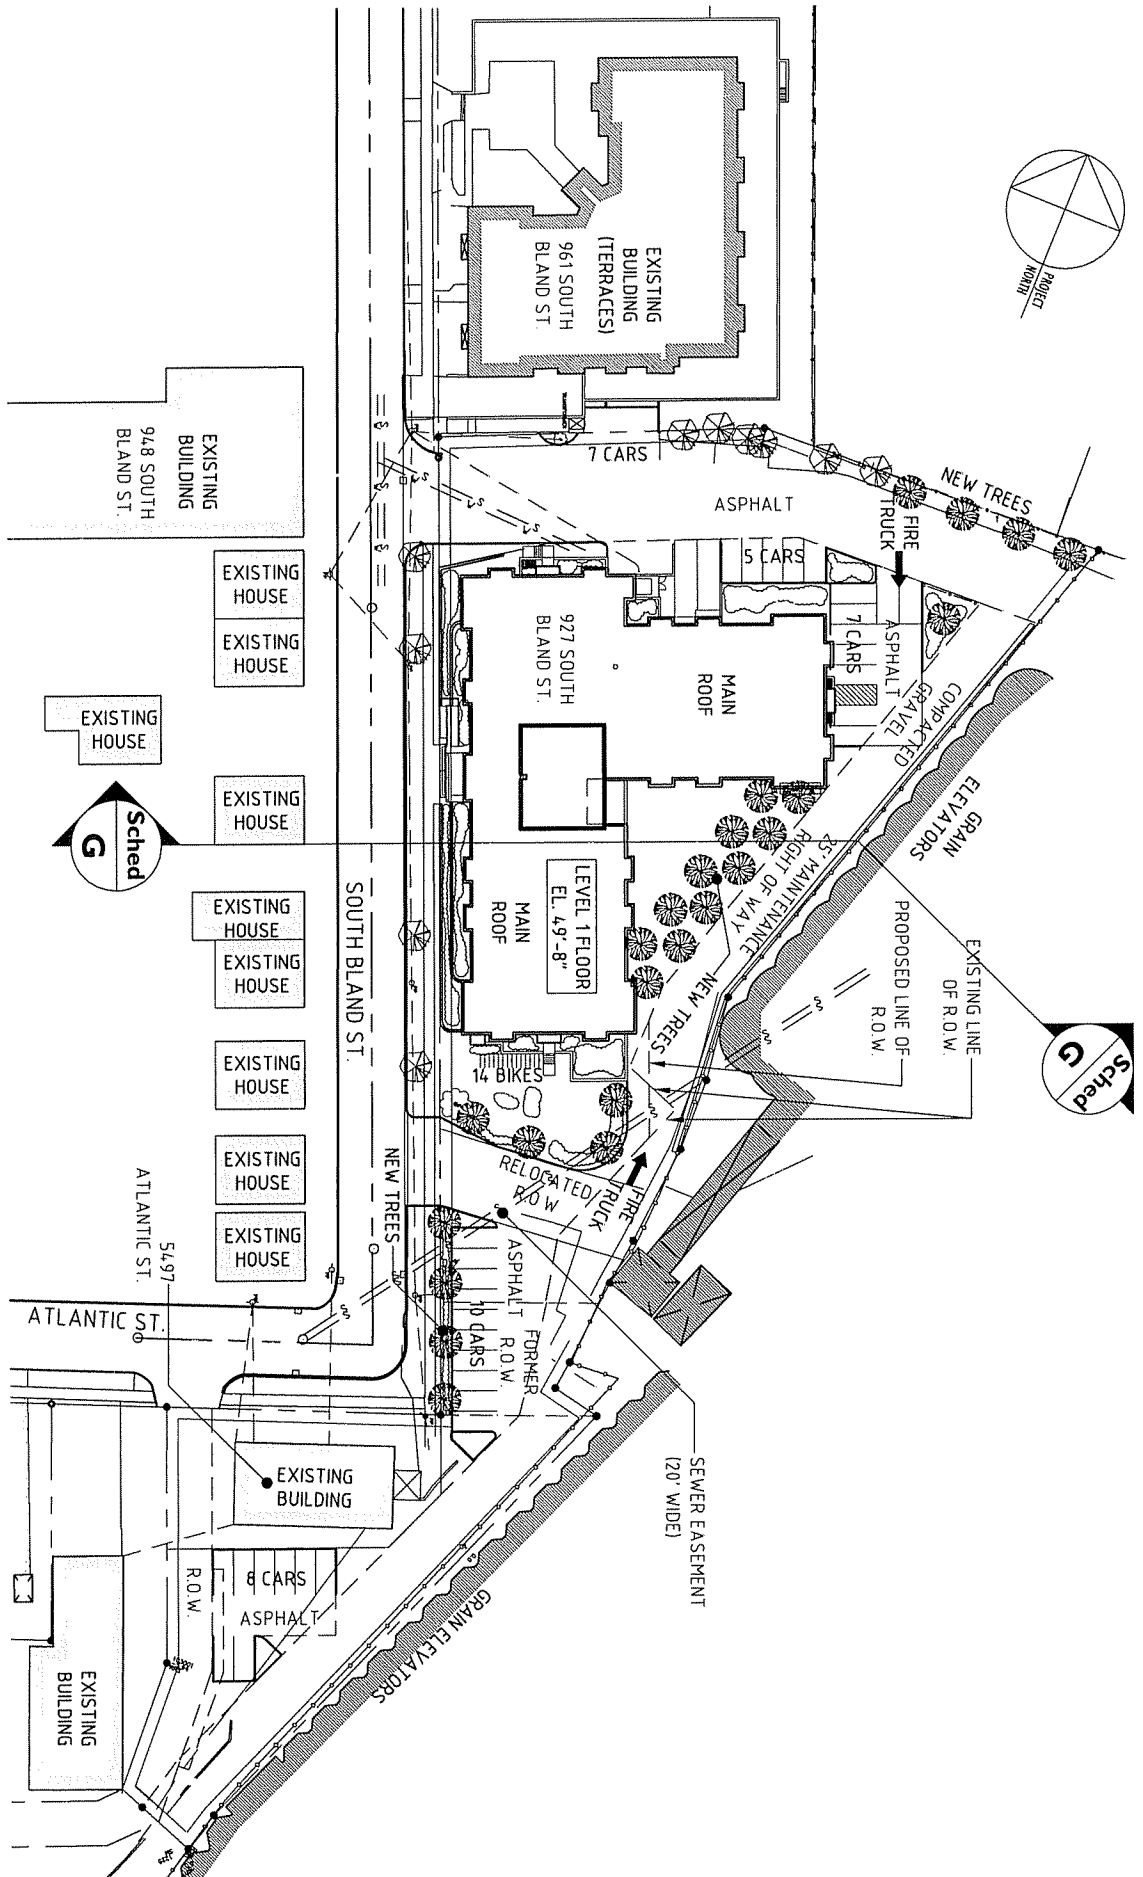 PROJECT
NORTH
EXISTING
BUILDING
(TERRACES)
961 SOUTH
BLAND ST.
EXISTING
BUILDING
948 SOUTH
BLAND ST.
7 CARS
ASPHALT
NEW TREES
FIRE
TRUCK
5 CARS
7 CARS
ASPHALT
COMPACTED
GRAVEL
EXISTING
HOUSE
EXISTING
HOUSE
EXISTING
HOUSE
EXISTING
HOUSE
927 SOUTH
BLAND ST.
MAIN
ROOF
GRAIN
ELEVATORS
Sched
G
25' MAINTENANCE
RIGHT OF WAY
LEVEL 1 FLOOR
EL. 49'-8"
MAIN
ROOF
EXISTING
HOUSE
EXISTING
HOUSE
SOUTH BLAND ST.
PROPOSED LINE OF
R.O.W.
EXISTING LINE
OF R.O.W.
NEW TREES
Sched
G
EXISTING
HOUSE
14 BIKES
EXISTING
HOUSE
EXISTING
HOUSE
RELOCATED
R.O.W
FIRE
TRUCK
NEW TREES
ASPHALT
10 CARS
FORMER
R.O.W.
ATLANTIC ST.
5497
ATLANTIC ST.
EXISTING
BUILDING
SEWER EASEMENT
(20' WIDE)
8 CARS
ASPHALT
R.O.W.
GRAIN ELEVATORS
EXISTING
BUILDING